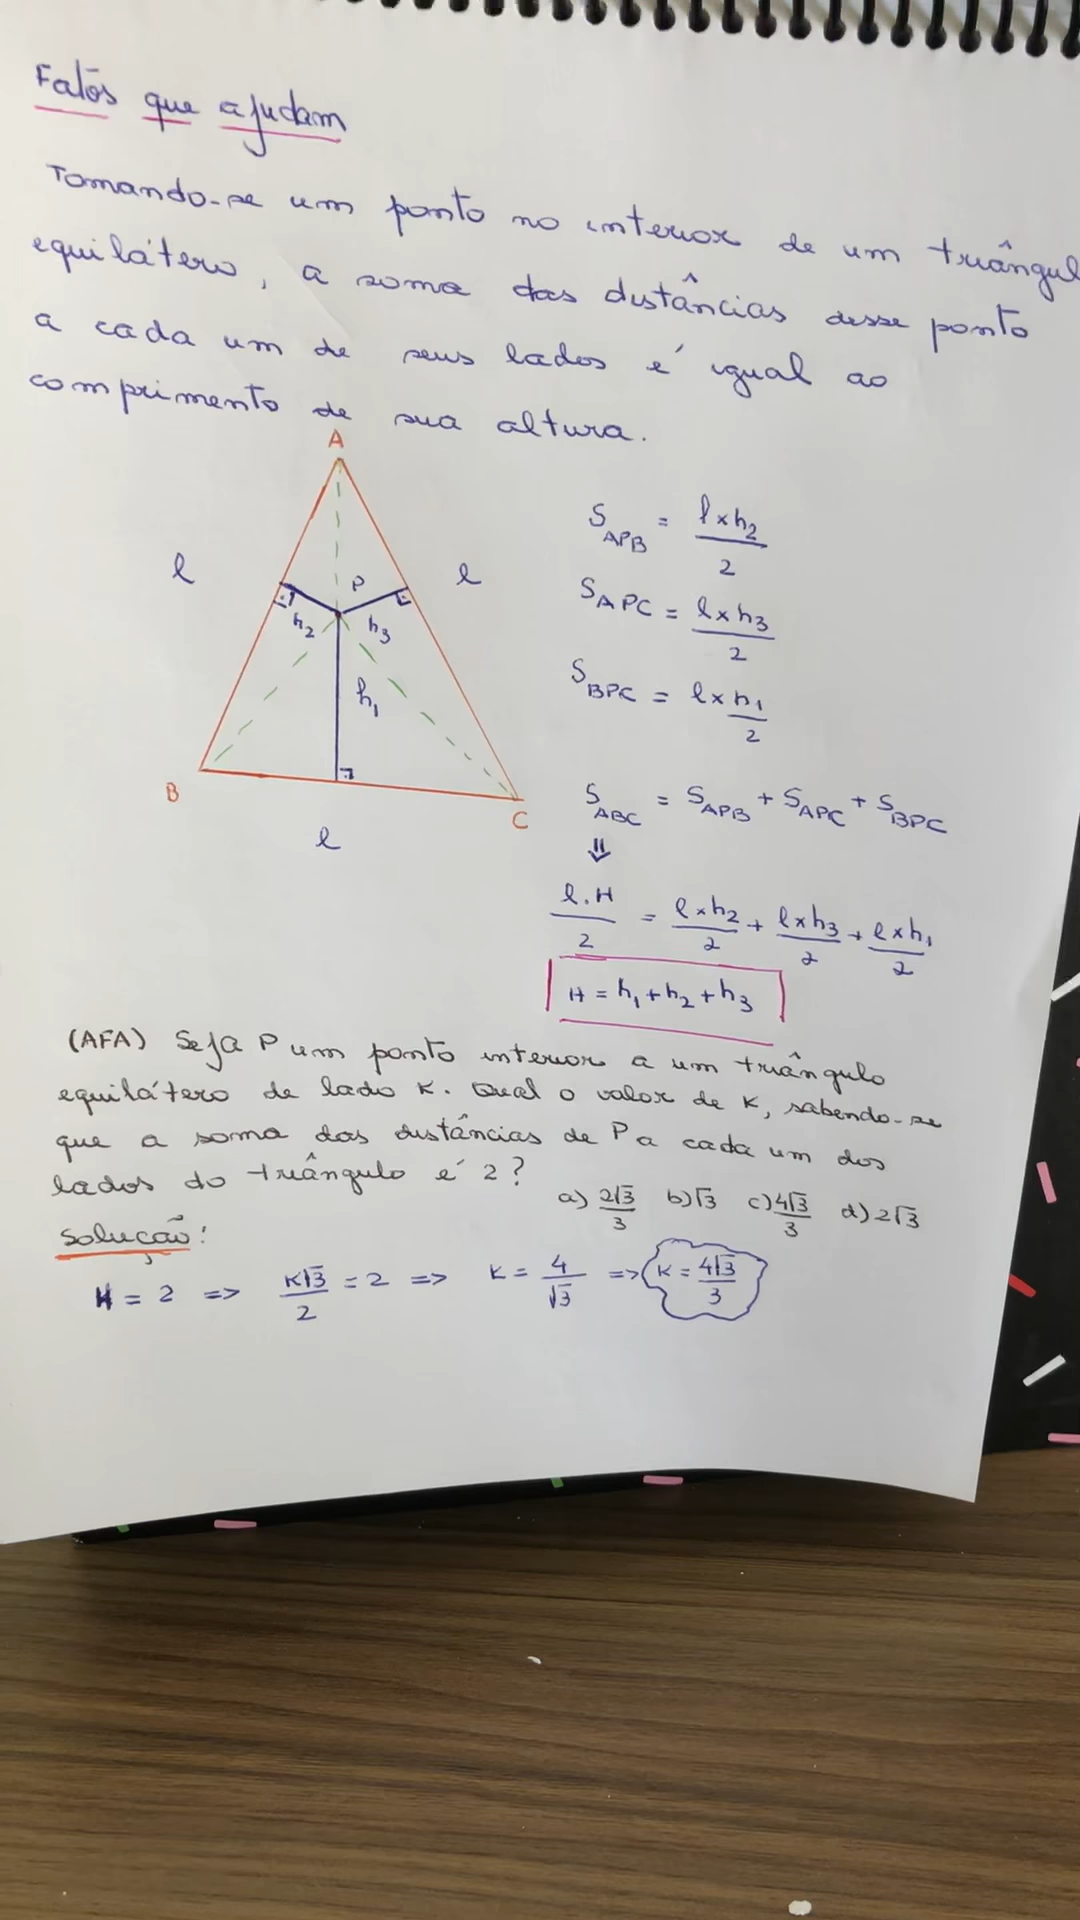 Fatos que ajudam
Tomando-se um ponto no interior de um triângul
equilátero, a soma das distâncias desse ponto
a cada um de seus lados é igual ao
comprimento de sua altura.
A
l
l
P
h₂
h₃
h₁
B
C
l
S_APB = l×h₂/2
S_APC = l×h₃/2
S_BPC = l×h₁/2
S_ABC = S_APB + S_APC + S_BPC
⇓
l.H/2 = l×h₂/2 + l×h₃/2 + l×h₁/2
H = h₁+h₂+h₃
(AFA) Seja P um ponto interior a um triângulo
equilátero de lado K. Qual o valor de K, sabendo-se
que a soma das distâncias de P a cada um dos
lados do triângulo é 2?
a) 2√3/3 b) √3 c) 4√3/3 d) 2√3
Solução:
H = 2 => K√3/2 = 2 => K = 4/√3 => K = 4√3/3